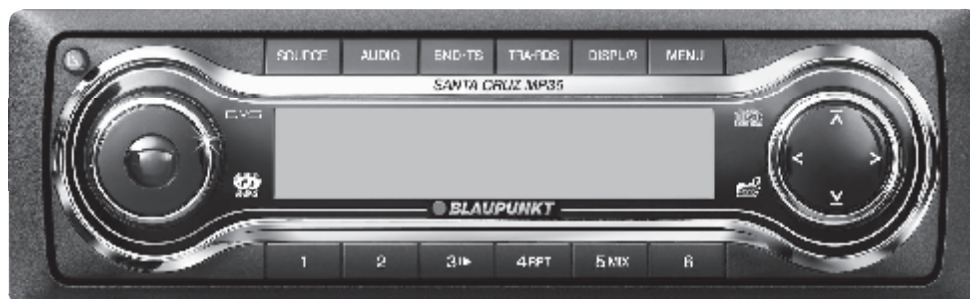 SOURCE AUDIO BND•TS TRA•RDS DISPL MENU
SANTA CRUZ MP35
BLAUPUNKT
1 2 3 4 RPT 5 MIX 6